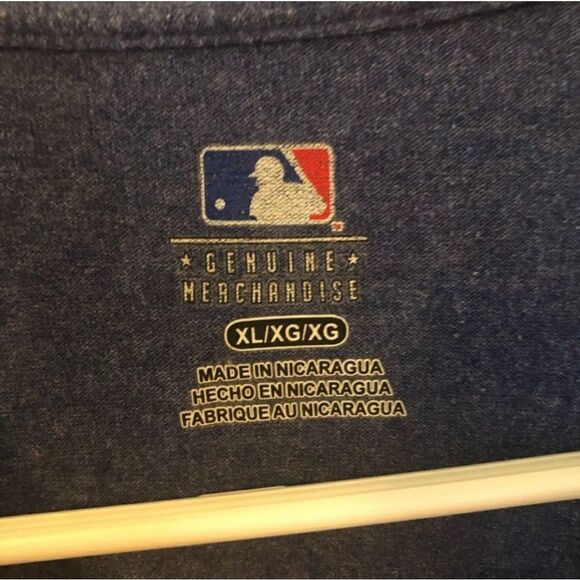 ★ GENUINE ★
MERCHANDISE
XL/XG/XG
MADE IN NICARAGUA
HECHO EN NICARAGUA
FABRIQUE AU NICARAGUA